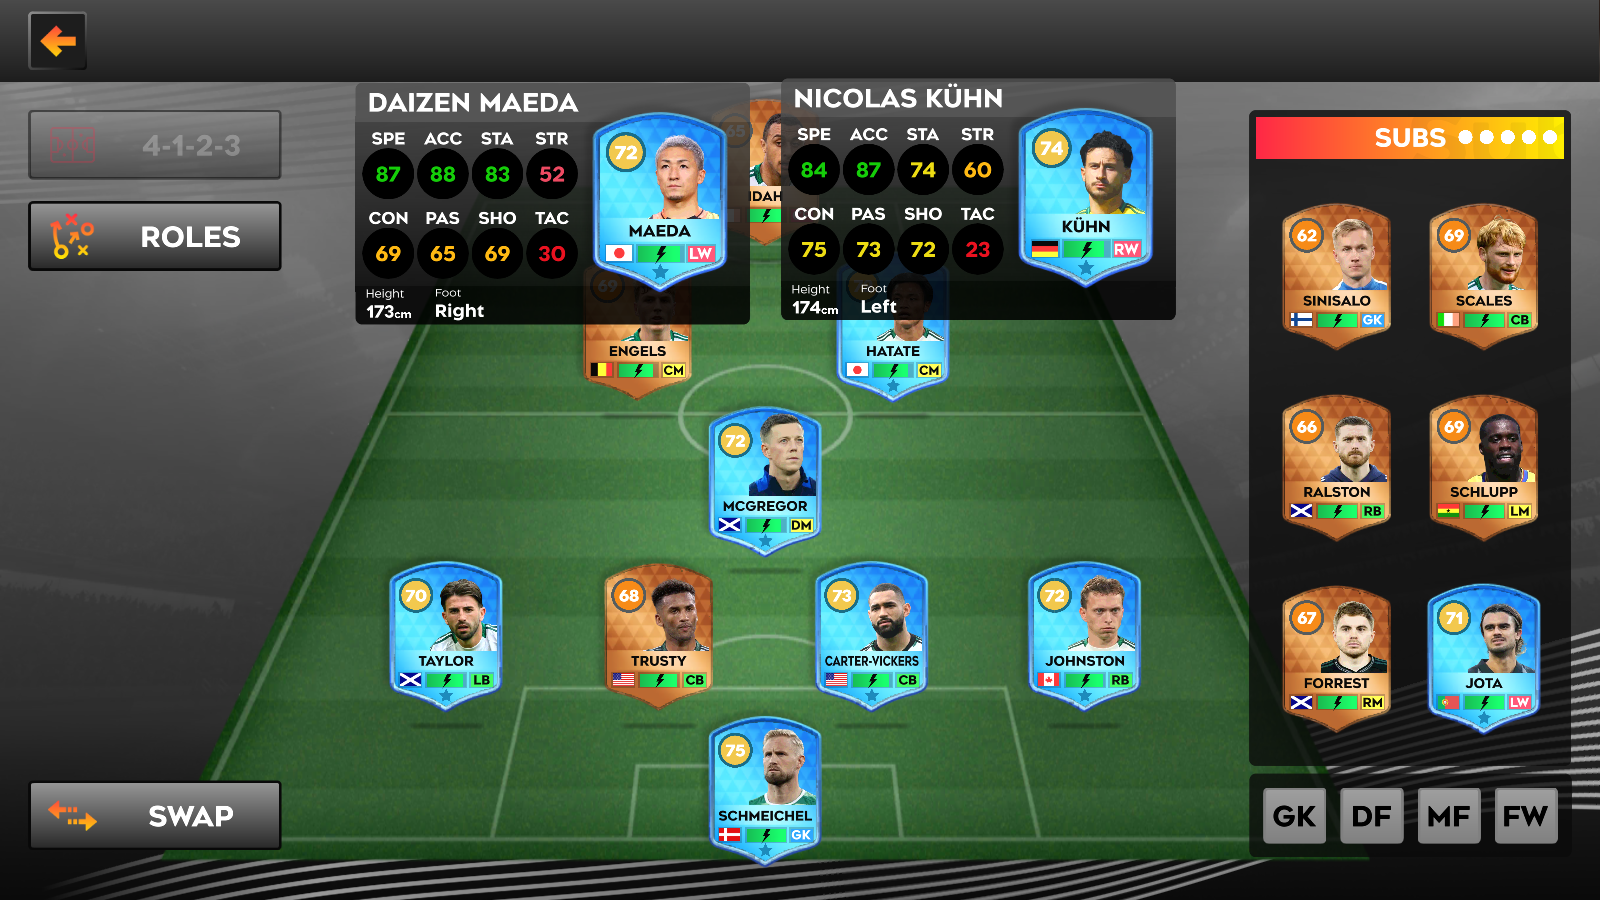 4-1-2-3
ROLES
SWAP
DAIZEN MAEDA
SPE ACC STA STR
87 88 83 52
CON PAS SHO TAC
69 65 69 30
Height Foot
173cm Right
72
MAEDA
LW
65
IDAH
NICOLAS KÜHN
SPE ACC STA STR
84 87 74 60
CON PAS SHO TAC
75 73 72 23
Height Foot
174cm Left
74
KÜHN
RW
69
ENGELS
CM
HATATE
CM
72
MCGREGOR
DM
70
TAYLOR
LB
68
TRUSTY
CB
73
CARTER-VICKERS
CB
72
JOHNSTON
RB
75
SCHMEICHEL
GK
SUBS
62
SINISALO
GK
69
SCALES
CB
66
RALSTON
RB
69
SCHLUPP
LM
67
FORREST
RM
71
JOTA
LW
GK DF MF FW